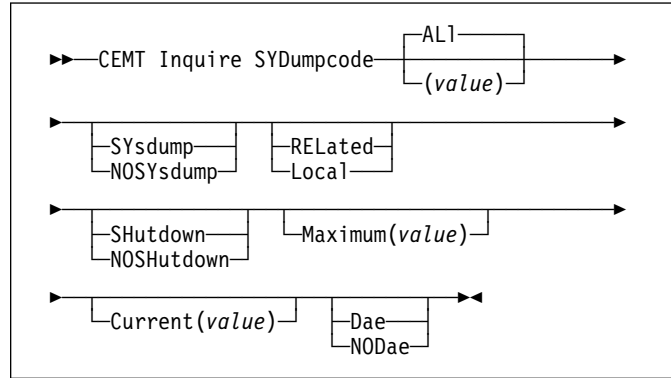 ALl
CEMT Inquire SYDumpcode
(value)
SYsdump RELated
NOSYsdump Local
SHutdown Maximum(value)
NOSHutdown
Current(value) Dae
NODae